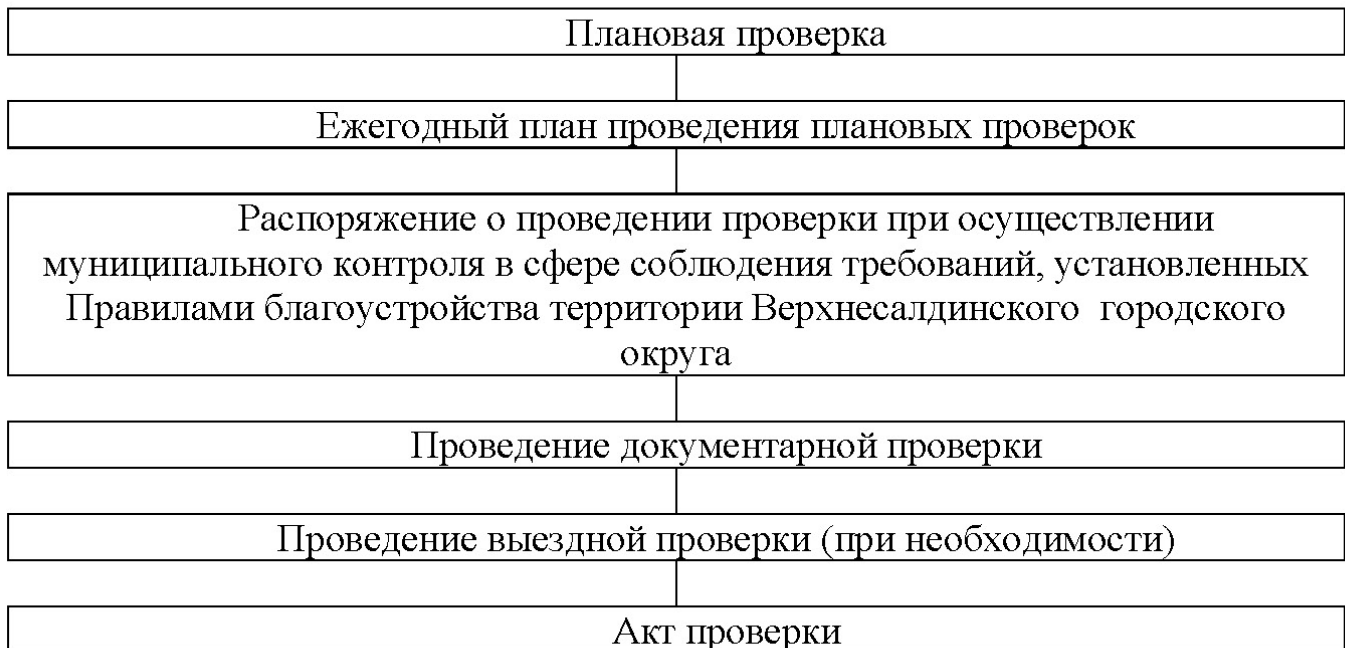 Плановая проверка
Ежегодный план проведения плановых проверок
Распоряжение о проведении проверки при осуществлении
муниципального контроля в сфере соблюдения требований, установленных
Правилами благоустройства территории Верхнесалдинского городского
округа
Проведение документарной проверки
Проведение выездной проверки (при необходимости)
Акт проверки